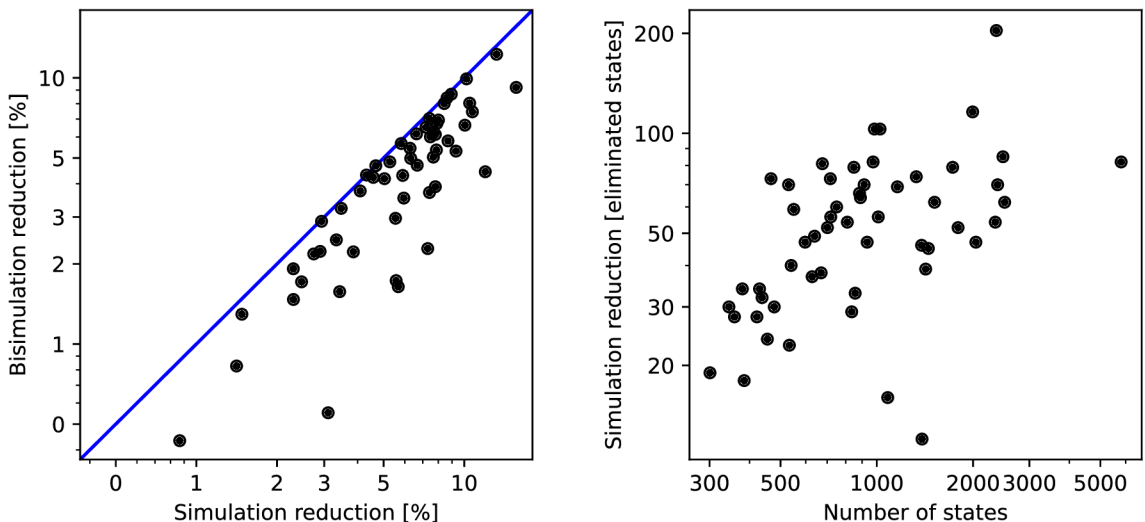 Bisimulation reduction [%]
10
5
3
2
1
0
0 1 2 3 5 10
Simulation reduction [%]
Simulation reduction [eliminated states]
200
100
50
30
20
300 500 1000 2000 3000 5000
Number of states